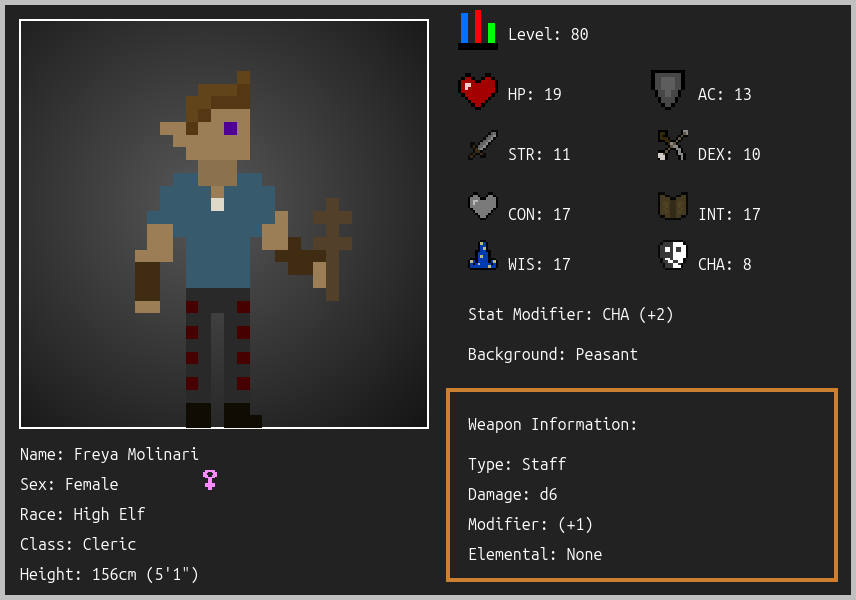 Level: 80
HP: 19
AC: 13
STR: 11
DEX: 10
CON: 17
INT: 17
WIS: 17
CHA: 8
Stat Modifier: CHA (+2)
Background: Peasant
Weapon Information:
Type: Staff
Damage: d6
Modifier: (+1)
Elemental: None
Name: Freya Molinari
Sex: Female
Race: High Elf
Class: Cleric
Height: 156cm (5'1")